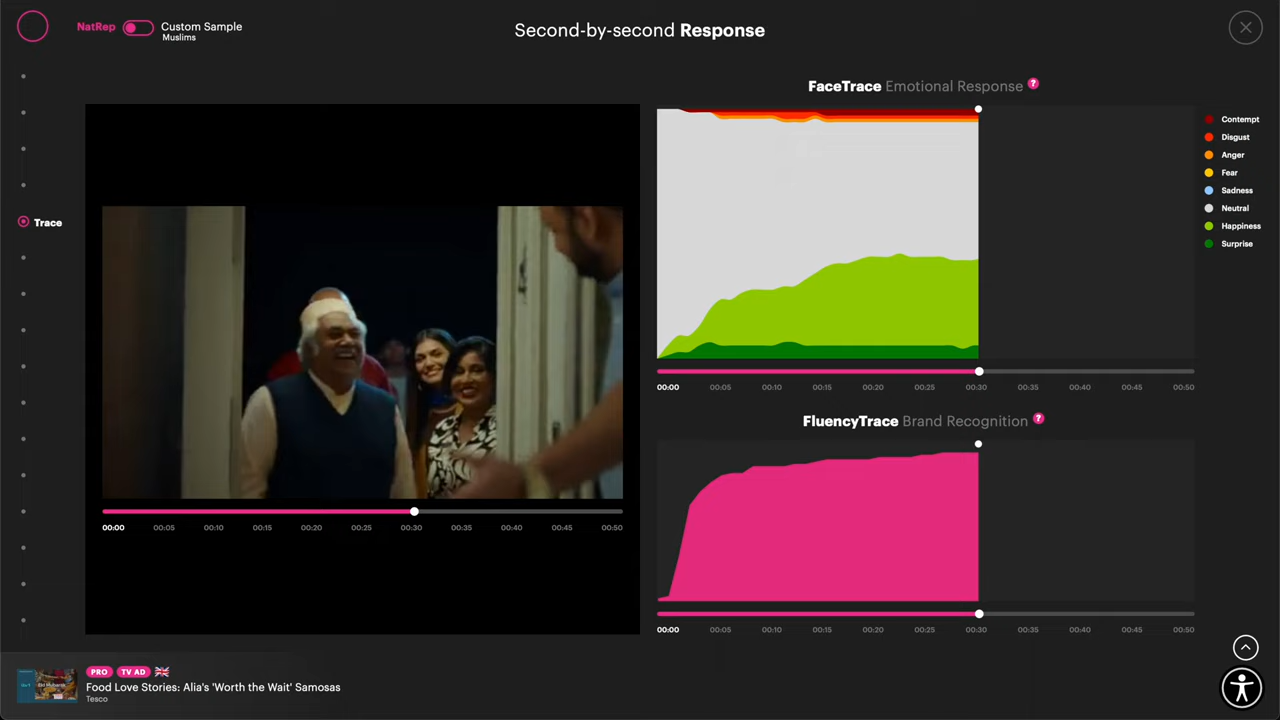 NatRep
Custom Sample
Muslims
Second-by-second Response
FaceTrace Emotional Response ?
Contempt
Disgust
Anger
Fear
Sadness
Neutral
Happiness
Surprise
Trace
00:00 00:05 00:10 00:15 00:20 00:25 00:30 00:35 00:40 00:45 00:50
FluencyTrace Brand Recognition ?
00:00 00:05 00:10 00:15 00:20 00:25 00:30 00:35 00:40 00:45 00:50
00:00 00:05 00:10 00:15 00:20 00:25 00:30 00:35 00:40 00:45 00:50
PRO TV AD
Food Love Stories: Alia's 'Worth the Wait' Samosas
Tesco